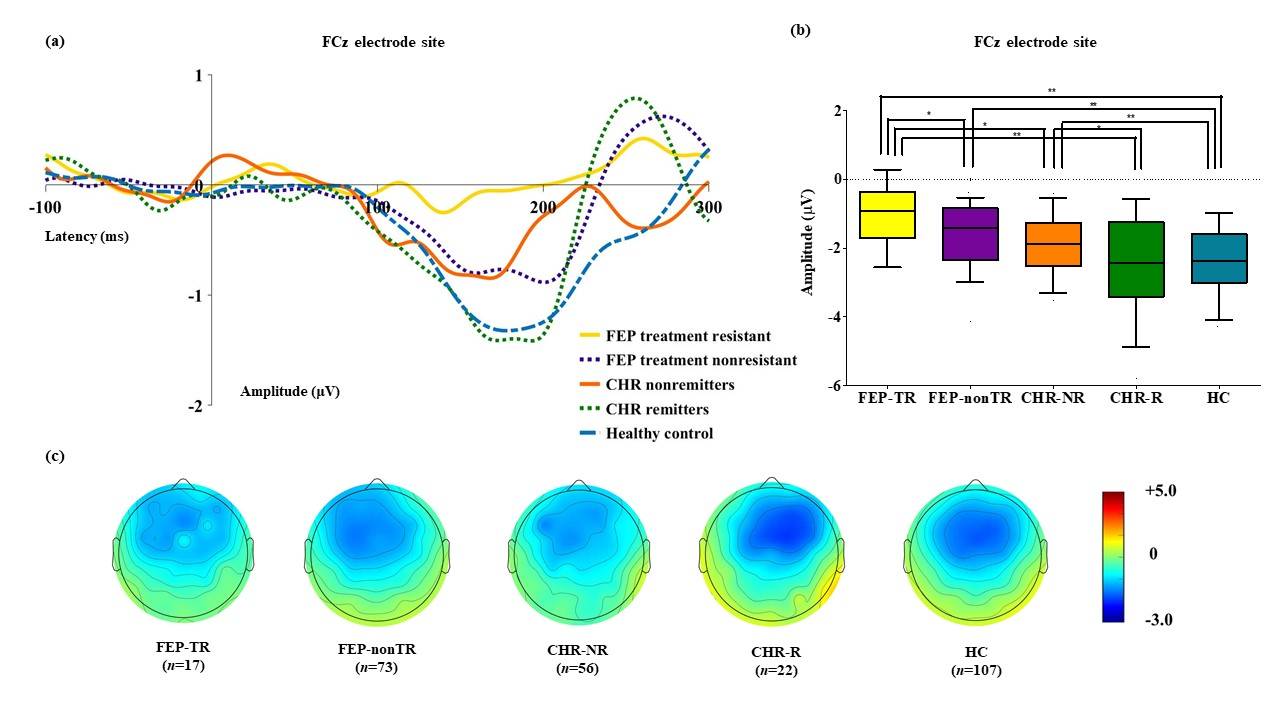 (a)
FCz electrode site
1
0
-1
-2
-100
100
200
300
Latency (ms)
Amplitude (μV)
FEP treatment resistant
FEP treatment nonresistant
CHR nonremitters
CHR remitters
Healthy control
(b)
FCz electrode site
**
**
*
**
*
*
**
2
0
-2
-4
-6
Amplitude (μV)
FEP-TR FEP-nonTR CHR-NR CHR-R HC
(c)
FEP-TR
(n=17)
FEP-nonTR
(n=73)
CHR-NR
(n=56)
CHR-R
(n=22)
HC
(n=107)
+5.0
0
-3.0